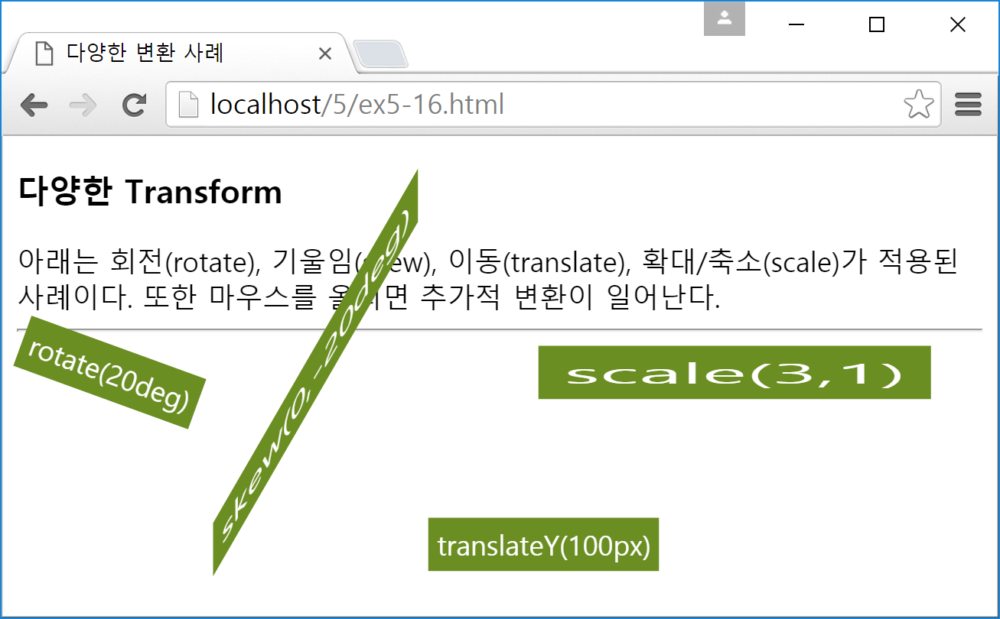 다양한 변환 사례
localhost/5/ex5-16.html
다양한 Transform
아래는 회전(rotate), 기울임(skew), 이동(translate), 확대/축소(scale)가 적용된
사례이다. 또한 마우스를 올리면 추가적 변환이 일어난다.
rotate(20deg)
skew(0,-20deg)
scale(3,1)
translateY(100px)